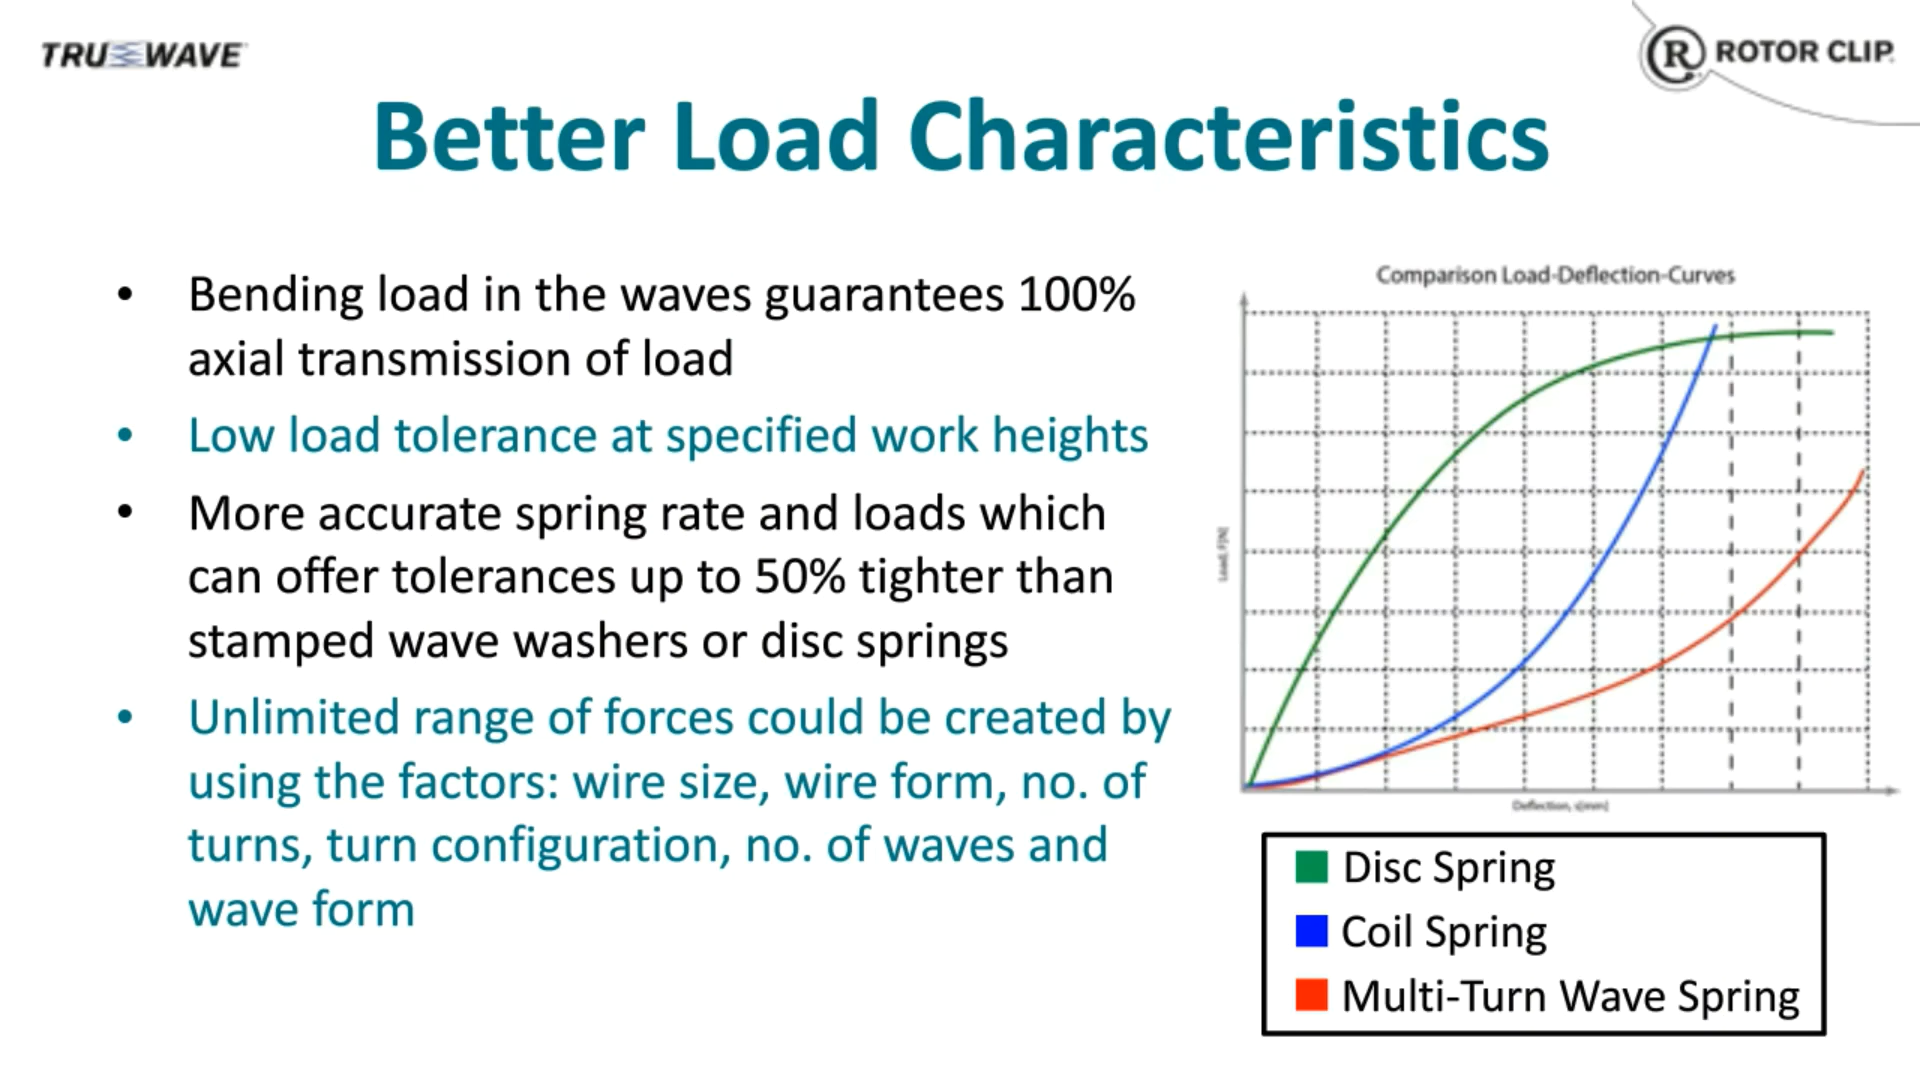 TRUWAVE
ROTOR CLIP
Better Load Characteristics
• Bending load in the waves guarantees 100%
axial transmission of load
• Low load tolerance at specified work heights
• More accurate spring rate and loads which
can offer tolerances up to 50% tighter than
stamped wave washers or disc springs
• Unlimited range of forces could be created by
using the factors: wire size, wire form, no. of
turns, turn configuration, no. of waves and
wave form
Comparison Load-Deflection-Curves
Load, F[N]
Deflection, s[mm]
Disc Spring
Coil Spring
Multi-Turn Wave Spring